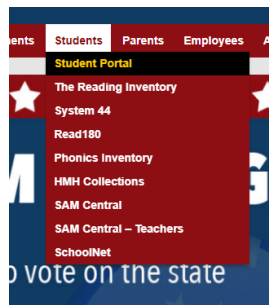 Students Parents Employees
Student Portal
The Reading Inventory
System 44
Read180
Phonics Inventory
HMH Collections
SAM Central
SAM Central – Teachers
SchoolNet
vote on the state